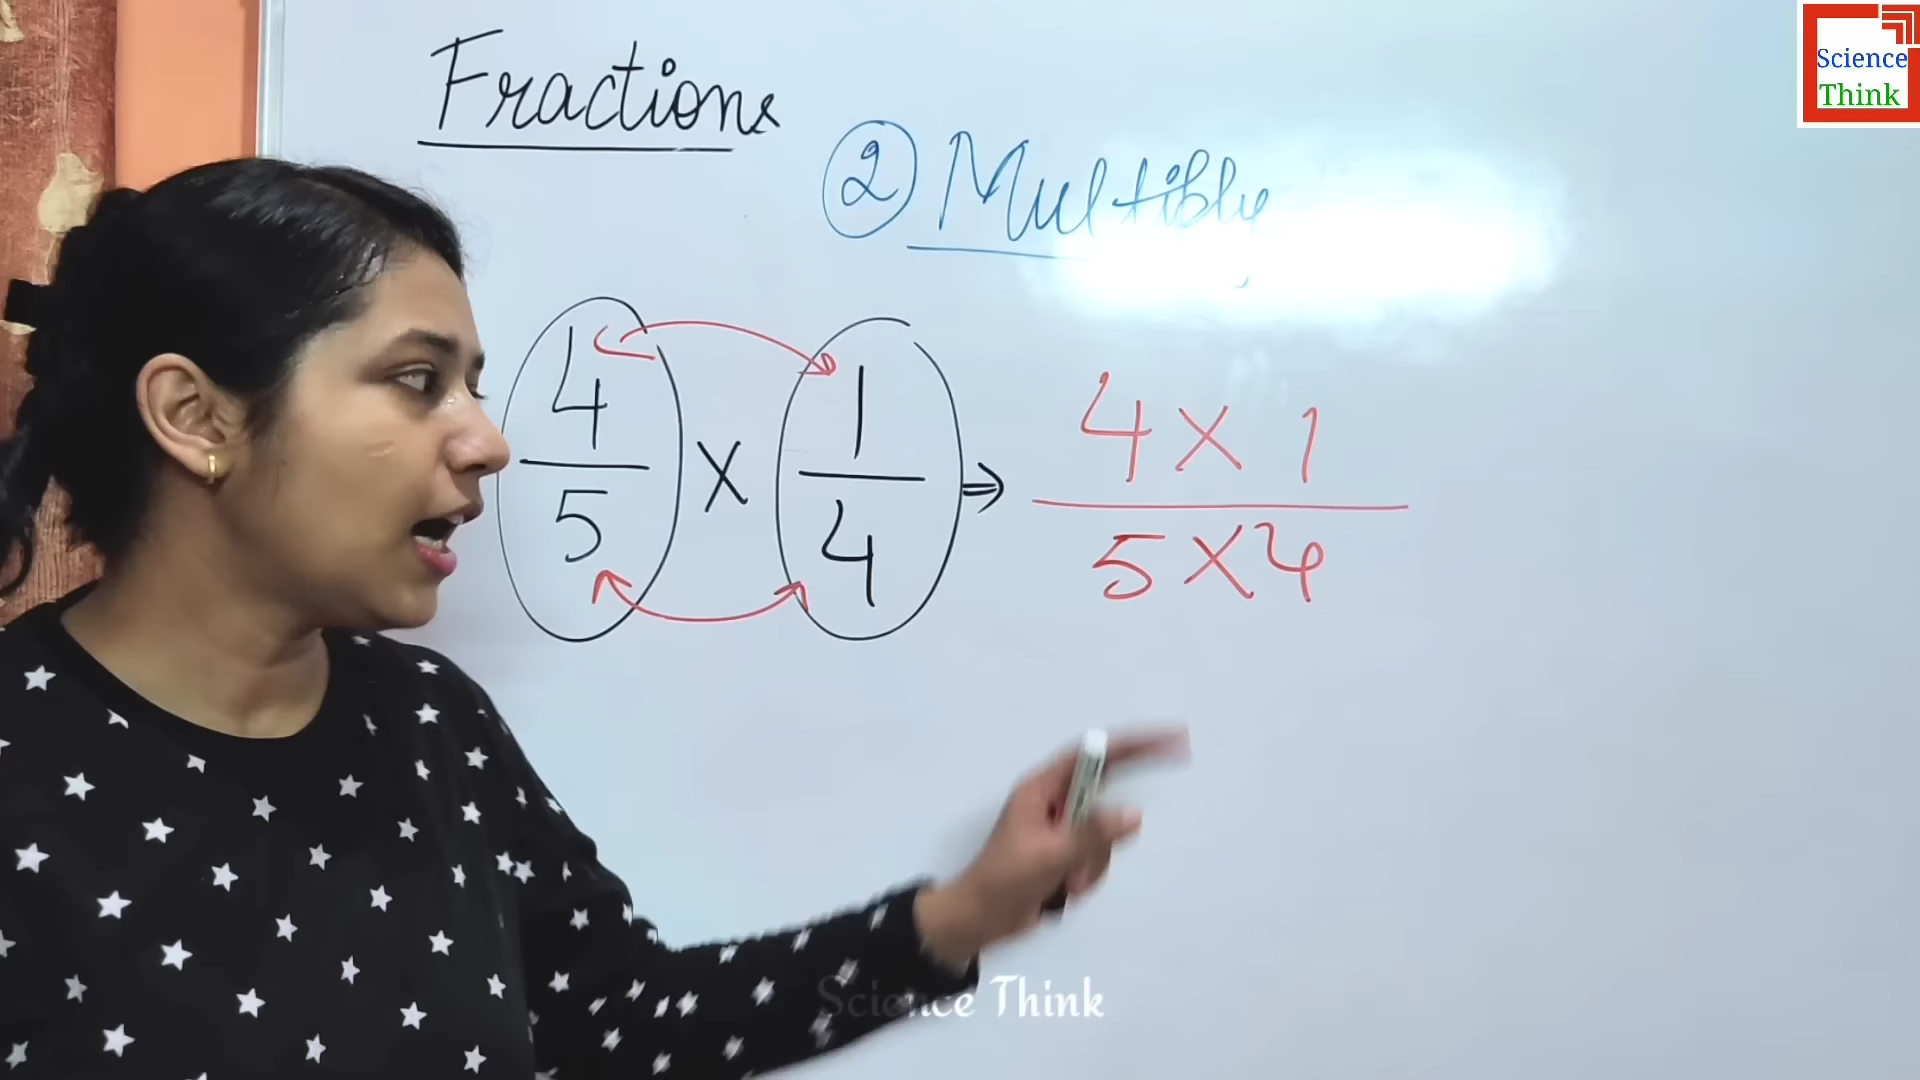 Science
Think
Fractions
② Multiply
4/5 × 1/4 ⇒ 4 × 1 / 5 × 4
Science Think